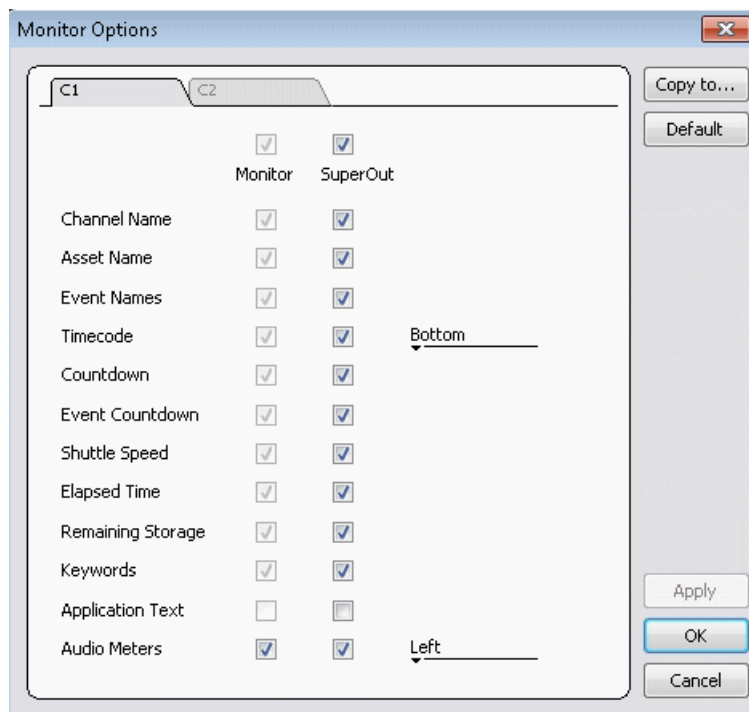 Monitor Options
C1 C2
Copy to...
Default
Monitor SuperOut
Channel Name
Asset Name
Event Names
Timecode Bottom
Countdown
Event Countdown
Shuttle Speed
Elapsed Time
Remaining Storage
Keywords
Application Text
Audio Meters Left
Apply
OK
Cancel